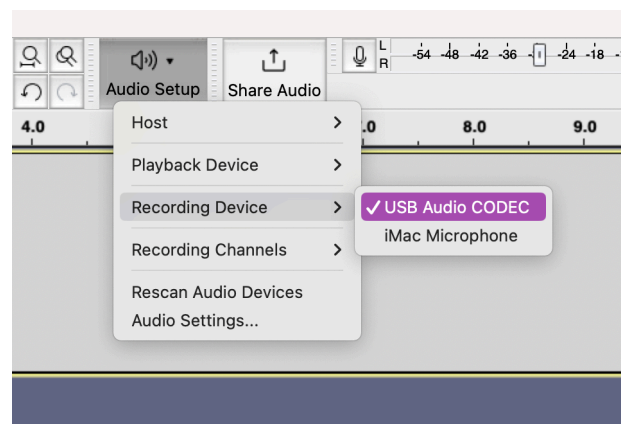 L
R
-54 -48 -42 -36 -24 -18
Audio Setup
Share Audio
4.0 .0 8.0 9.0
Host
Playback Device
Recording Device
USB Audio CODEC
iMac Microphone
Recording Channels
Rescan Audio Devices
Audio Settings...